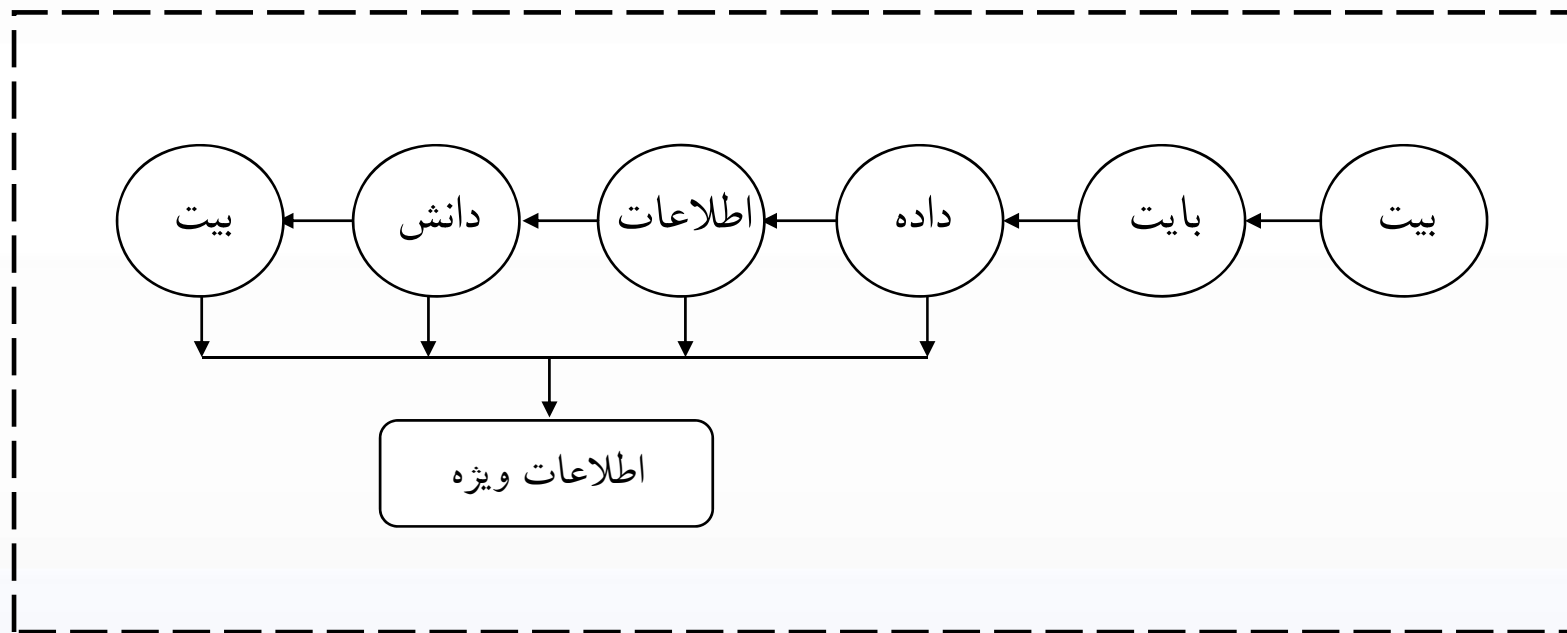 بیت
بایت
داده
اطلاعات
دانش
بیت
اطلاعات ویژه